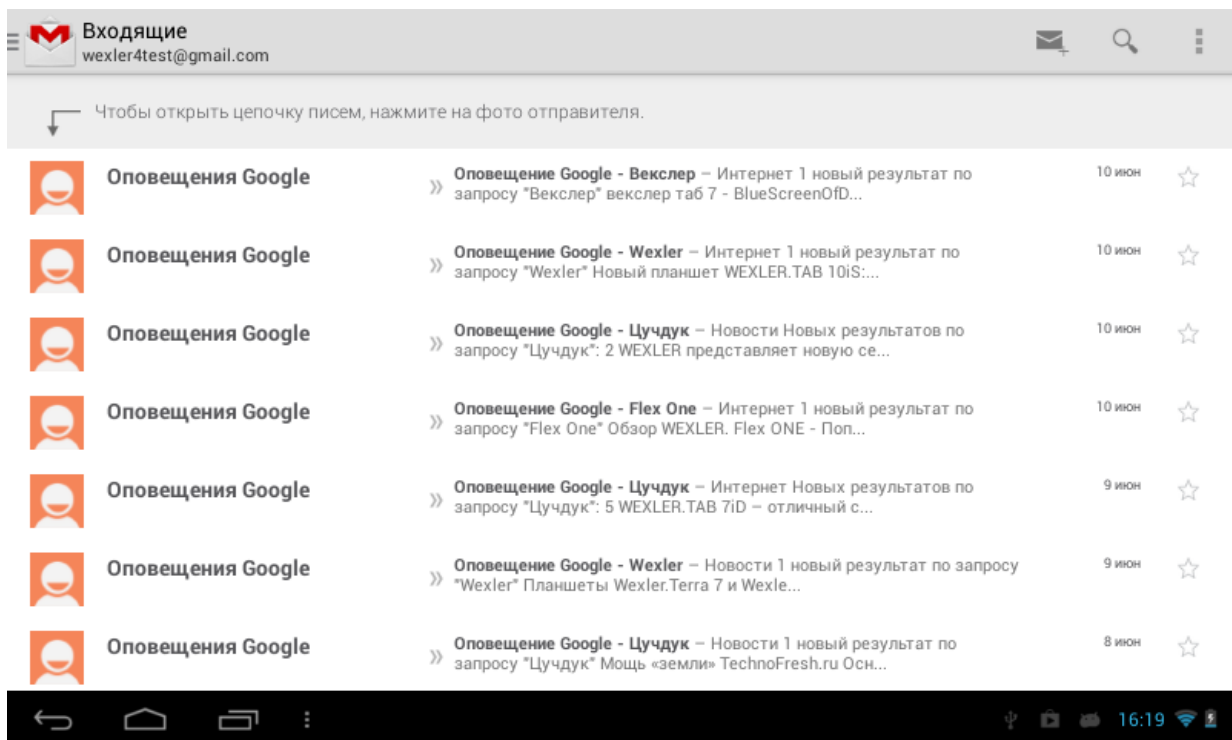 Входящие
wexler4test@gmail.com
Чтобы открыть цепочку писем, нажмите на фото отправителя.
Оповещения Google
Оповещение Google - Векслер – Интернет 1 новый результат по
запросу "Векслер" векслер таб 7 - BlueScreenOfD...
10 июн
Оповещения Google
Оповещение Google - Wexler – Интернет 1 новый результат по
запросу "Wexler" Новый планшет WEXLER.TAB 10iS:...
10 июн
Оповещения Google
Оповещение Google - Цучдук – Новости Новых результатов по
запросу "Цучдук": 2 WEXLER представляет новую се...
10 июн
Оповещения Google
Оповещение Google - Flex One – Интернет 1 новый результат по
запросу "Flex One" Обзор WEXLER. Flex ONE - Поп...
10 июн
Оповещения Google
Оповещение Google - Цучдук – Интернет Новых результатов по
запросу "Цучдук": 5 WEXLER.TAB 7iD – отличный с...
9 июн
Оповещения Google
Оповещение Google - Wexler – Новости 1 новый результат по запросу
"Wexler" Планшеты Wexler.Terra 7 и Wexle...
9 июн
Оповещения Google
Оповещение Google - Цучдук – Новости 1 новый результат по
запросу "Цучдук" Мощь «земли» TechnoFresh.ru Осн...
8 июн
16:19